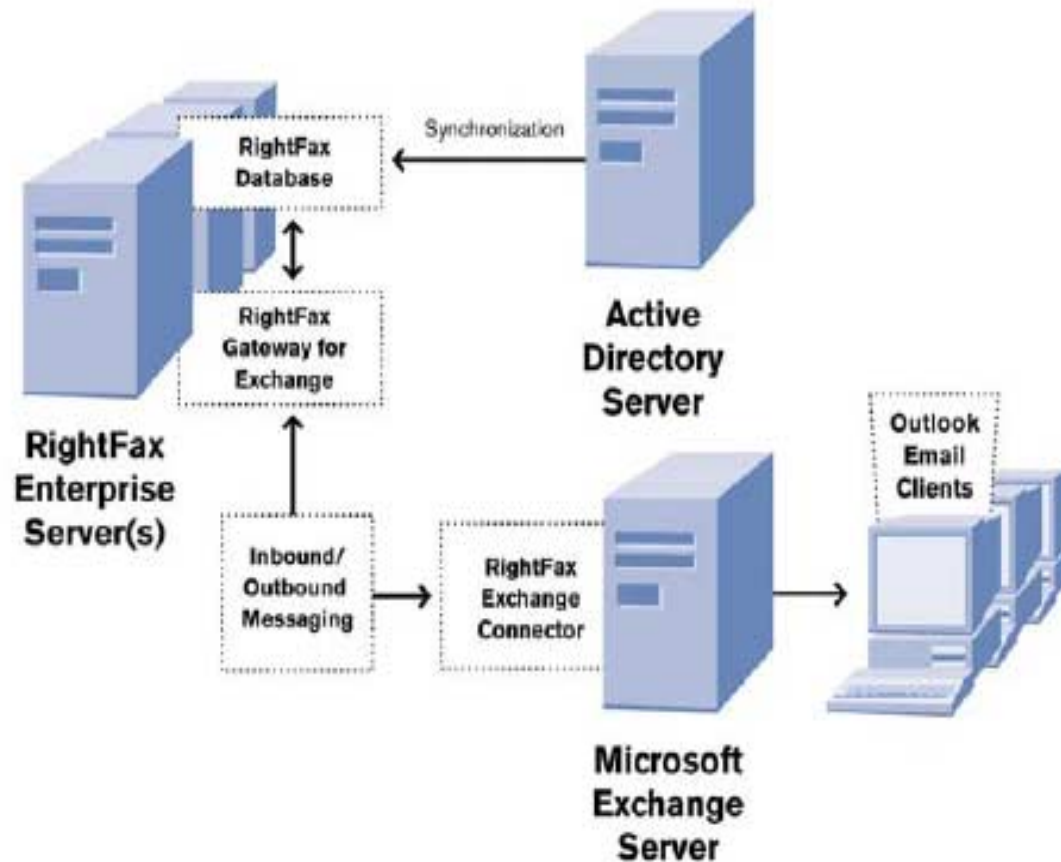 Synchronization
RightFax
Database
RightFax
Gateway for
Exchange
RightFax
Enterprise
Server(s)
Active
Directory
Server
Inbound/
Outbound
Messaging
RightFax
Exchange
Connector
Outlook
Email
Clients
Microsoft
Exchange
Server